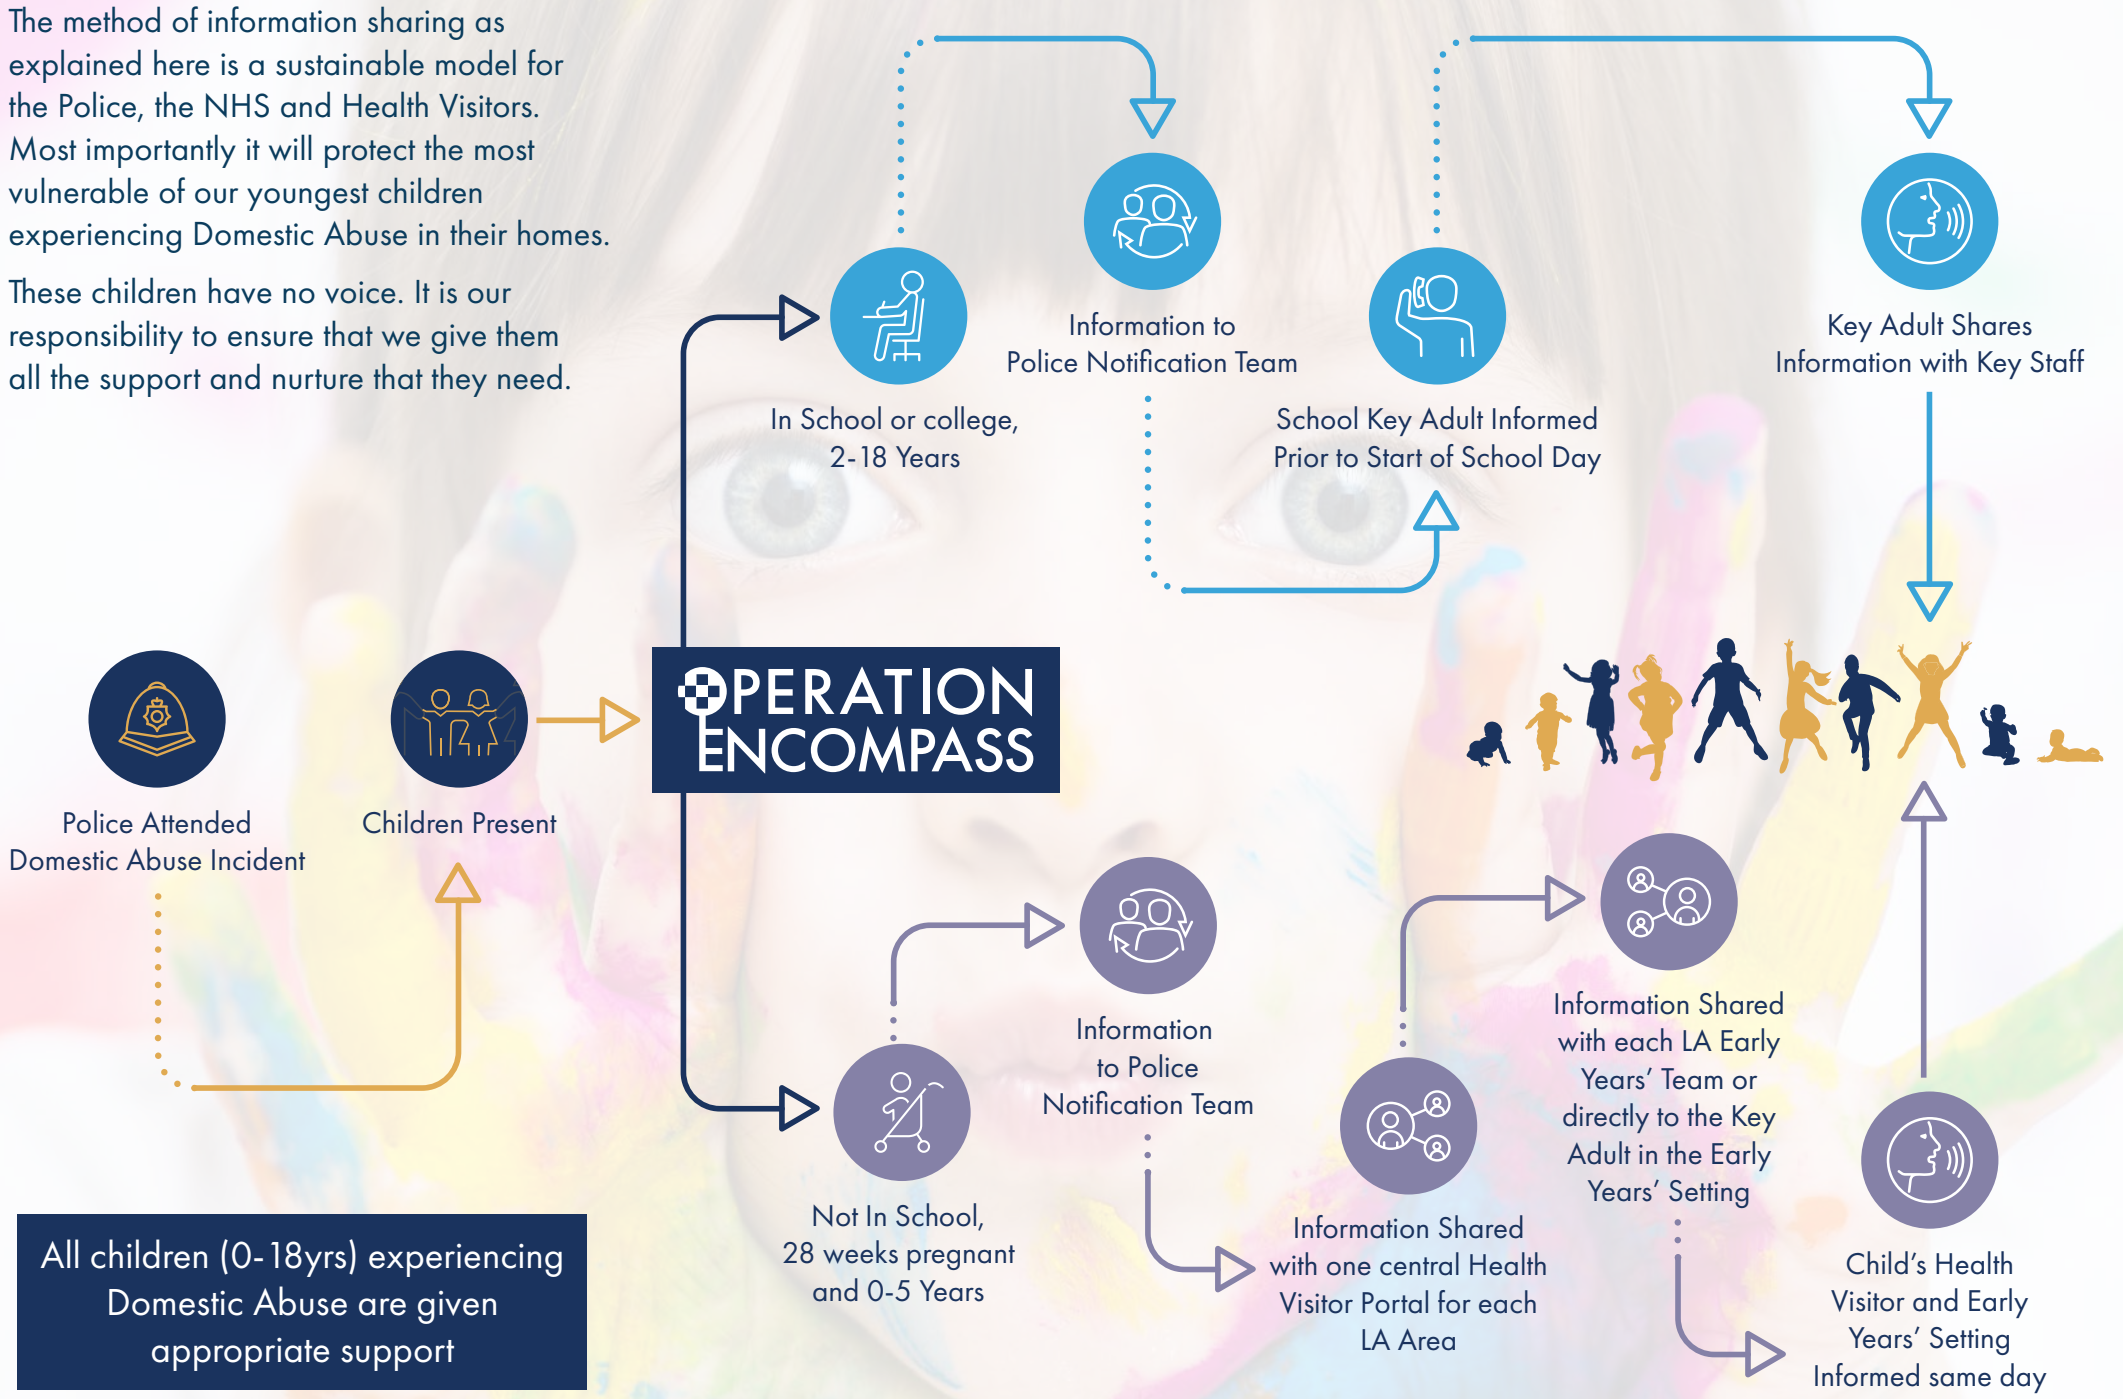 The method of information sharing as
explained here is a sustainable model for
the Police, the NHS and Health Visitors.
Most importantly it will protect the most
vulnerable of our youngest children
experiencing Domestic Abuse in their homes.
These children have no voice. It is our
responsibility to ensure that we give them
all the support and nurture that they need.
In School or college,
2-18 Years
Information to
Police Notification Team
School Key Adult Informed
Prior to Start of School Day
Key Adult Shares
Information with Key Staff
Police Attended
Domestic Abuse Incident
Children Present
OPERATION
ENCOMPASS
Not In School,
28 weeks pregnant
and 0-5 Years
Information
to Police
Notification Team
Information Shared
with one central Health
Visitor Portal for each
LA Area
Information Shared
with each LA Early
Years’ Team or
directly to the Key
Adult in the Early
Years’ Setting
Child’s Health
Visitor and Early
Years’ Setting
Informed same day
All children (0-18yrs) experiencing
Domestic Abuse are given
appropriate support